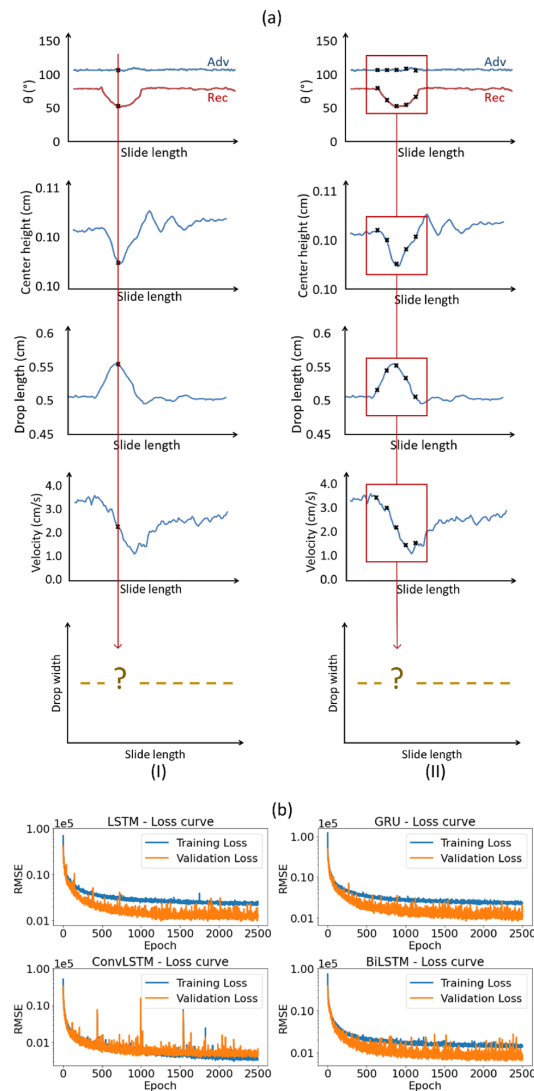 (a)
150
100
50
0
θ (°)
Adv
Rec
Slide length
150
100
50
0
θ (°)
Adv
Rec
Slide length
0.11
0.10
0.10
Center height (cm)
Slide length
0.11
0.10
0.10
Center height (cm)
Slide length
0.6
0.55
0.5
0.45
Drop length (cm)
Slide length
0.6
0.55
0.5
0.45
Drop length (cm)
Slide length
4.0
3.0
2.0
1.0
0.0
Velocity (cm/s)
Slide length
4.0
3.0
2.0
1.0
0.0
Velocity (cm/s)
Slide length
Drop width
?
Slide length
(I)
Drop width
?
Slide length
(II)
(b)
LSTM - Loss curve
1e5
1.00
0.10
0.01
RMSE
Training Loss
Validation Loss
0 500 1000 1500 2000 2500
Epoch
GRU - Loss curve
1e5
1.00
0.10
0.01
RMSE
Training Loss
Validation Loss
0 500 1000 1500 2000 2500
Epoch
ConvLSTM - Loss curve
1e5
1.00
0.10
0.01
RMSE
Training Loss
Validation Loss
0 500 1000 1500 2000 2500
Epoch
BiLSTM - Loss curve
1e5
1.00
0.10
0.01
RMSE
Training Loss
Validation Loss
0 500 1000 1500 2000 2500
Epoch